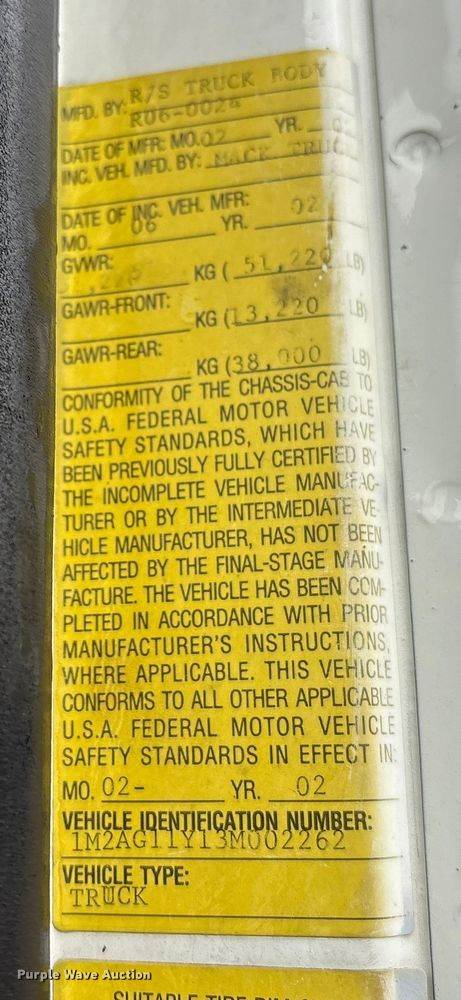 MFD. BY: R/S TRUCK BODY
R06-0024
DATE OF MFR: MO. 02 YR. 0
INC. VEH. MFD. BY: MACK TRUC
DATE OF INC. VEH. MFR:
MO. 06 YR. 02
GVWR:
KG ( 51,220 LB)
GAWR-FRONT:
KG (13,220 LB)
GAWR-REAR:
KG (38,000 LB)
CONFORMITY OF THE CHASSIS-CAB TO
U.S.A. FEDERAL MOTOR VEHICLE
SAFETY STANDARDS, WHICH HAVE
BEEN PREVIOUSLY FULLY CERTIFIED BY
THE INCOMPLETE VEHICLE MANUFAC-
TURER OR BY THE INTERMEDIATE VE-
HICLE MANUFACTURER, HAS NOT BEEN
AFFECTED BY THE FINAL-STAGE MANU-
FACTURE. THE VEHICLE HAS BEEN COM-
PLETED IN ACCORDANCE WITH PRIOR
MANUFACTURER'S INSTRUCTIONS,
WHERE APPLICABLE. THIS VEHICLE
CONFORMS TO ALL OTHER APPLICABLE
U.S.A. FEDERAL MOTOR VEHICLE
SAFETY STANDARDS IN EFFECT IN:
MO. 02- YR. 02
VEHICLE IDENTIFICATION NUMBER:
1M2AG11Y13M002262
VEHICLE TYPE:
TRUCK
Purple Wave Auction